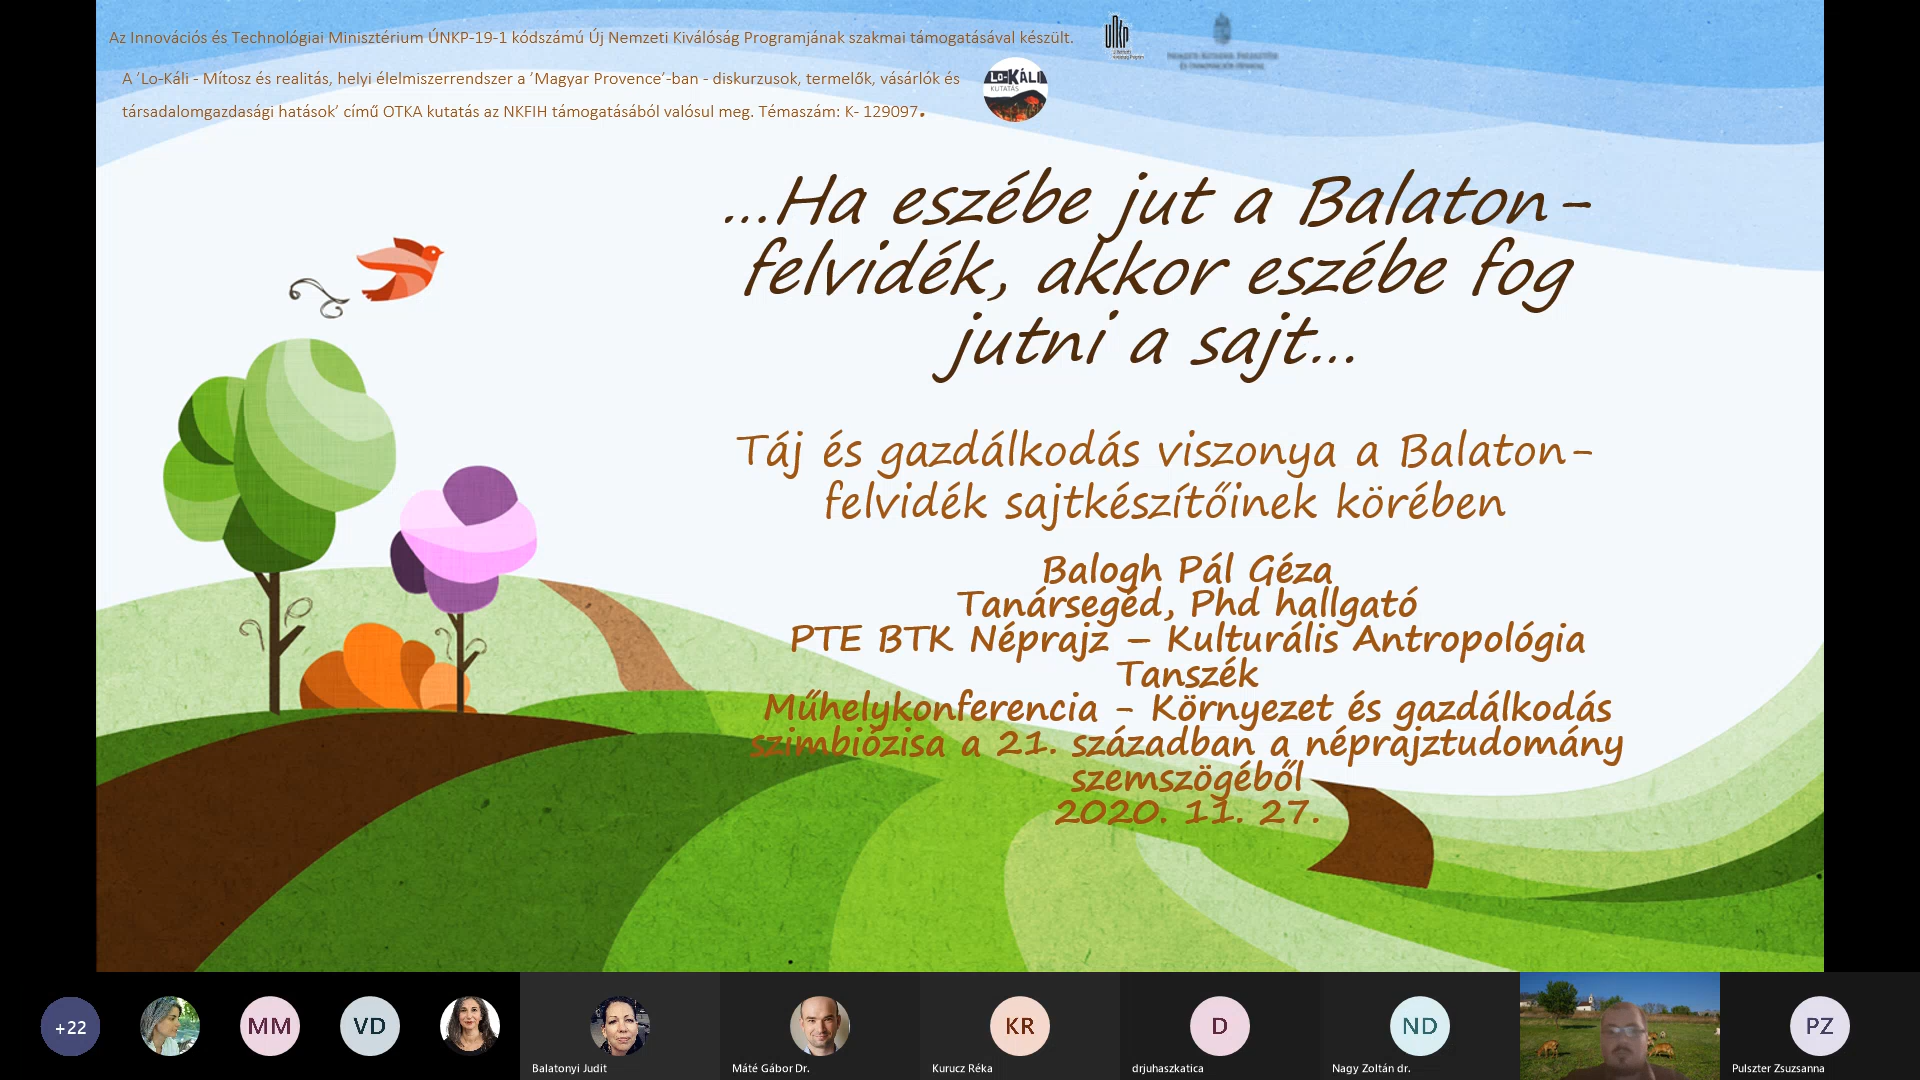 Az Innovációs és Technológiai Minisztérium ÚNKP-19-1 kódszámú Új Nemzeti Kiválóság Programjának szakmai támogatásával készült.
A ’Lo-Káli - Mítosz és realitás, helyi élelmiszerrendszer a ’Magyar Provence’-ban - diskurzusok, termelők, vásárlók és
társadalomgazdasági hatások’ című OTKA kutatás az NKFIH támogatásából valósul meg. Témaszám: K- 129097.
ÚNKP
LO-KÁLI
KUTATÁS
...Ha eszébe jut a Balaton-
felvidék, akkor eszébe fog
jutni a sajt...
Táj és gazdálkodás viszonya a Balaton-
felvidék sajtkészítőinek körében
Balogh Pál Géza
Tanársegéd, Phd hallgató
PTE BTK Néprajz – Kulturális Antropológia
Tanszék
Műhelykonferencia - Környezet és gazdálkodás
szimbiózisa a 21. században a néprajztudomány
szemszögéből
2020. 11. 27.
+22
MM
VD
Balatonyi Judit
Máté Gábor Dr.
KR
Kurucz Réka
D
drjuhaszkatica
ND
Nagy Zoltán dr.
PZ
Pulszter Zsuzsanna